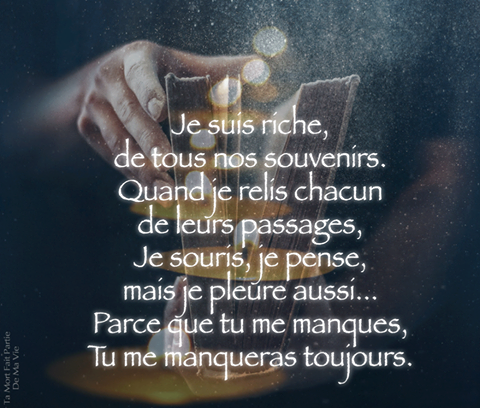 Je suis riche,
de tous nos souvenirs.
Quand je relis chacun
de leurs passages,
Je souris, je pense,
mais je pleure aussi...
Parce que tu me manques,
Tu me manqueras toujours.
Ta Mort Fait Partie
De Ma Vie